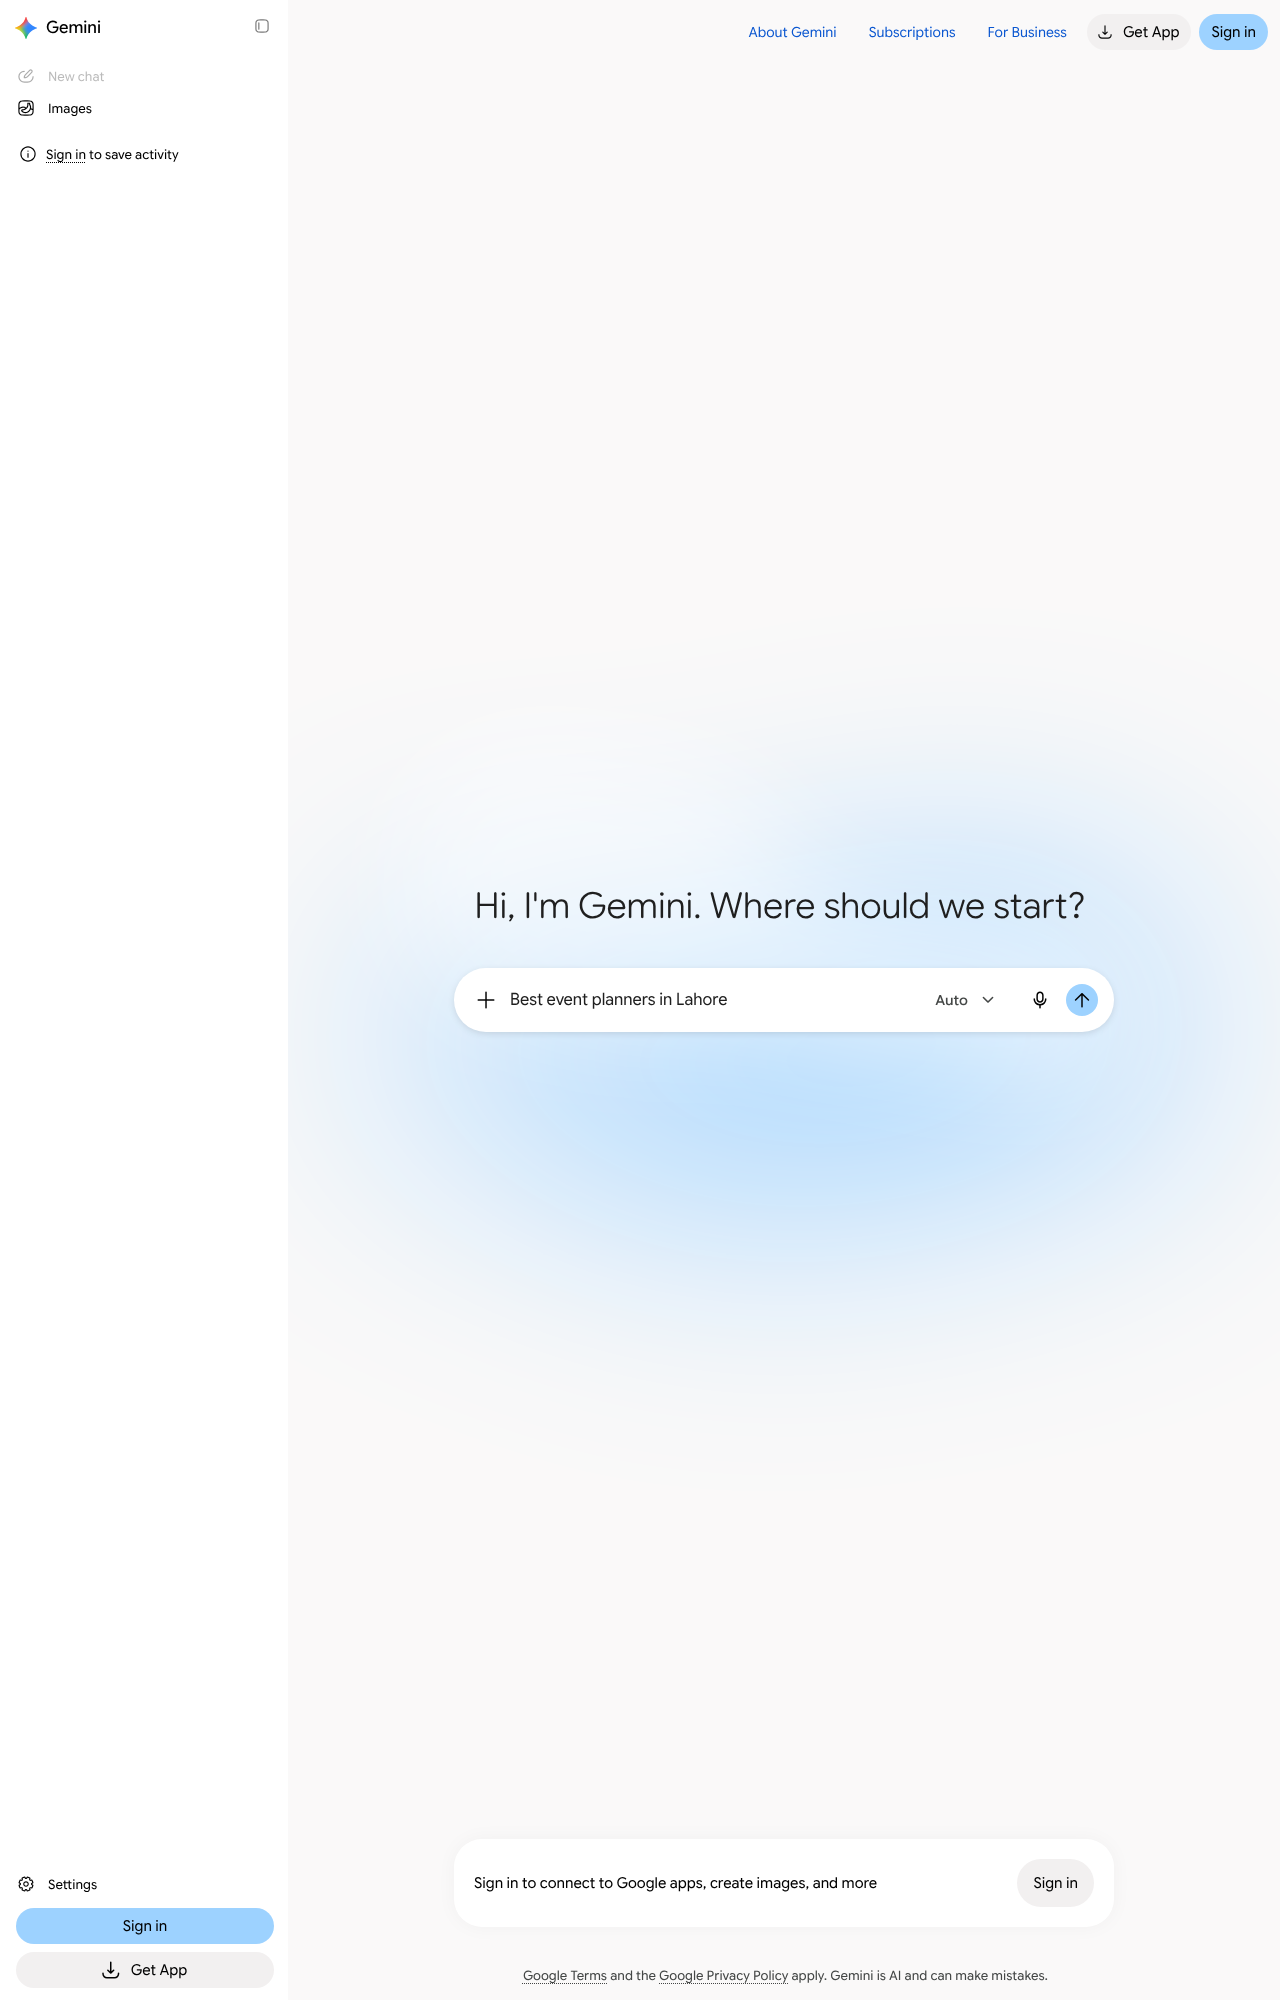 Gemini
New chat
Images
Sign in to save activity
About Gemini
Subscriptions
For Business
Get App
Sign in
Hi, I'm Gemini. Where should we start?
Best event planners in Lahore
Auto
Settings
Sign in
Get App
Sign in to connect to Google apps, create images, and more
Sign in
Google Terms and the Google Privacy Policy apply. Gemini is AI and can make mistakes.